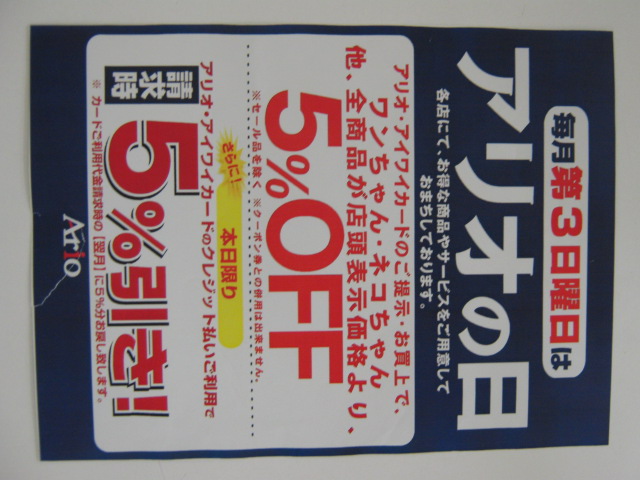 毎月第3日曜日は
アリオの日
各店にて、お得な商品やサービスをご用意して
おまちしております。
アリオ・アイワイカードのご提示・お買上で、
ワンちゃん・ネコちゃん
他、全商品が店頭表示価格より、
5%OFF
※セール品を除く ※クーポン券との併用は出来ません。
さらに!
本日限り
アリオ・アイワイカードのクレジット払いご利用で
請求時
5%引き!
※ カードご利用代金請求時の【翌月】に5%分お戻し致します。
Ario